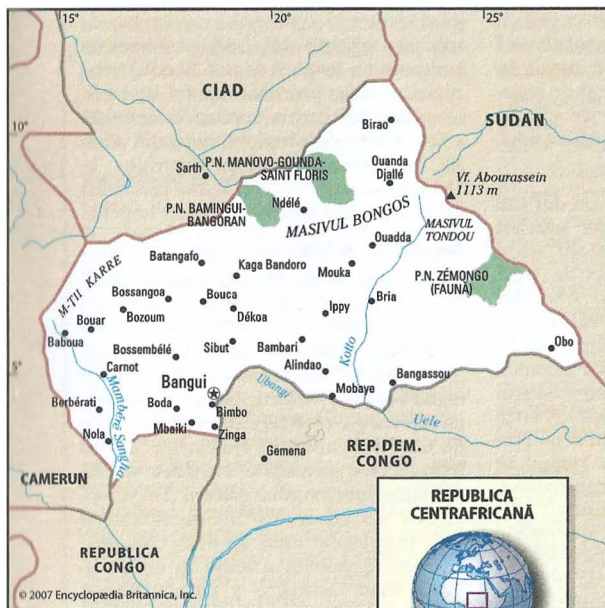 15°
20°
25°
10°
5°
CIAD
SUDAN
Birao
Sarth
P.N. MANOVO-GOUNDA-
SAINT FLORIS
Ouanda
Djallé
Vf. Abourassein
1113 m
P.N. BAMINGUI-
BANGORAN
Ndélé
MASIVUL BONGOS
MASIVUL
TONDOU
Ouadda
M-ȚII KARRE
Batangafo
Kaga Bandoro
Mouka
P.N. ZÉMONGO
(FAUNĂ)
Bossangoa
Bouca
Bouar
Bozoum
Dékoa
Ippy
Bria
Baboua
Bossembélé
Sibut
Bambari
Kotto
Obo
Carnot
Alindao
Bangui
Ubangi
Mobaye
Bangassou
Mambéré Sangha
Berbérati
Boda
Bimbo
Uele
Nola
Mbaiki
Zinga
Gemena
REP. DEM.
CONGO
CAMERUN
REPUBLICA
CENTRAFRICANĂ
REPUBLICA
CONGO
© 2007 Encyclopædia Britannica, Inc.